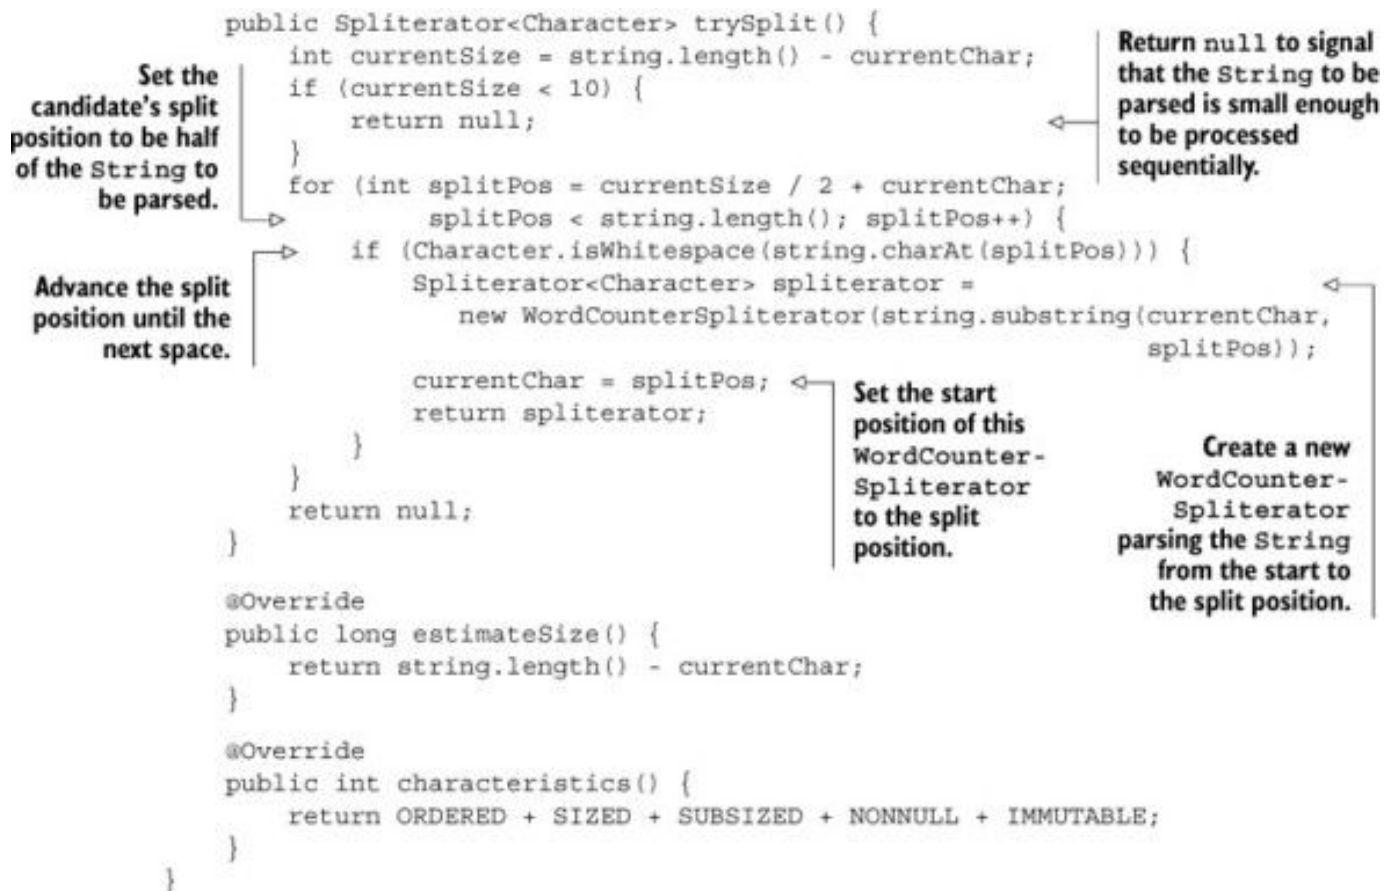 public Spliterator<Character> trySplit() {
int currentSize = string.length() - currentChar;
if (currentSize < 10) {
return null;
}
for (int splitPos = currentSize / 2 + currentChar;
splitPos < string.length(); splitPos++) {
if (Character.isWhitespace(string.charAt(splitPos))) {
Spliterator<Character> spliterator =
new WordCounterSpliterator(string.substring(currentChar,
splitPos));
currentChar = splitPos;
return spliterator;
}
}
return null;
}
@Override
public long estimateSize() {
return string.length() - currentChar;
}
@Override
public int characteristics() {
return ORDERED + SIZED + SUBSIZED + NONNULL + IMMUTABLE;
}
}
Set the
candidate's split
position to be half
of the String to
be parsed.
Advance the split
position until the
next space.
Return null to signal
that the String to be
parsed is small enough
to be processed
sequentially.
Set the start
position of this
WordCounter-
Spliterator
to the split
position.
Create a new
WordCounter-
Spliterator
parsing the String
from the start to
the split position.